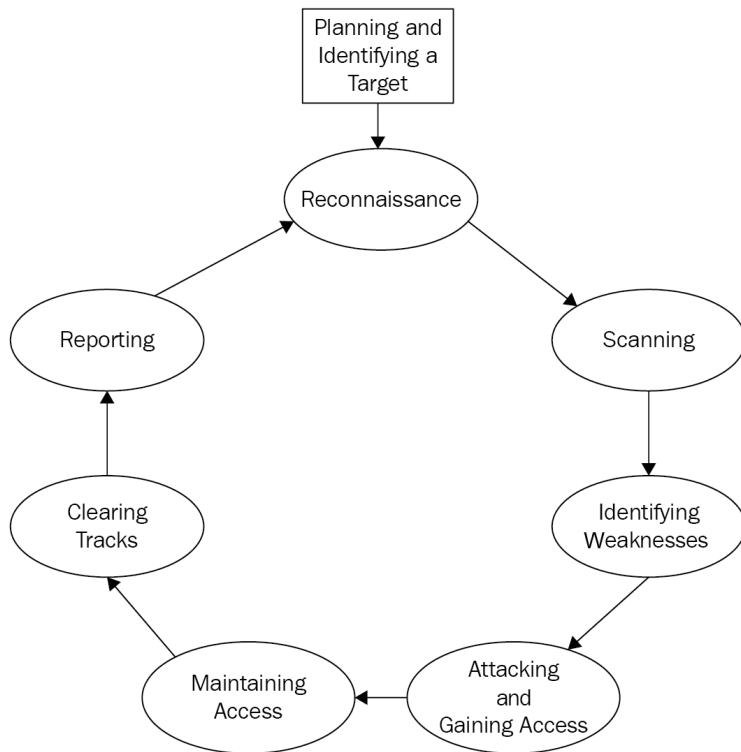 Planning and
Identifying a
Target
Reconnaissance
Scanning
Identifying
Weaknesses
Attacking
and
Gaining Access
Maintaining
Access
Clearing
Tracks
Reporting